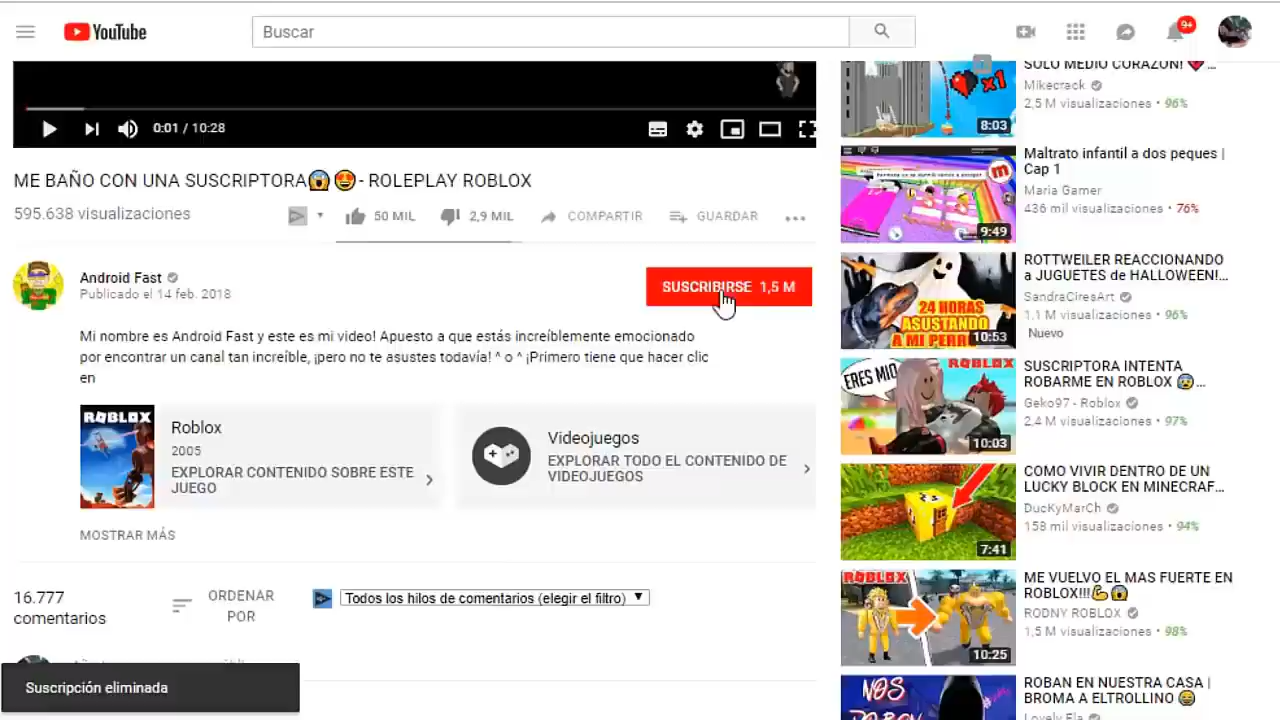 YouTube
Buscar
9+
0:01 / 10:28
ME BAÑO CON UNA SUSCRIPTORA😱😍- ROLEPLAY ROBLOX
595.638 visualizaciones
50 MIL
2,9 MIL
COMPARTIR
GUARDAR
Android Fast
Publicado el 14 feb. 2018
SUSCRIBIRSE 1,5 M
Mi nombre es Android Fast y este es mi video! Apuesto a que estás increíblemente emocionado
por encontrar un canal tan increíble, ¡pero no te asustes todavía! ^ o ^ ¡Primero tiene que hacer clic
en
ROBLOX
Roblox
2005
EXPLORAR CONTENIDO SOBRE ESTE
JUEGO
Videojuegos
EXPLORAR TODO EL CONTENIDO DE
VIDEOJUEGOS
MOSTRAR MÁS
16.777
comentarios
ORDENAR
POR
Todos los hilos de comentarios (elegir el filtro)
Suscripción eliminada
x1
8:03
SOLO MEDIO CORAZÓN! 💔...
Mikecrack
2,5 M visualizaciones • 96%
9:49
Maltrato infantil a dos peques |
Cap 1
Maria Gamer
436 mil visualizaciones • 76%
24 HORAS
ASUSTANDO
A MI PERRO
10:53
ROTTWEILER REACCIONANDO
a JUGUETES de HALLOWEEN!...
SandraCiresArt
1,1 M visualizaciones • 96%
Nuevo
ERES MIO
ROBLOX
10:03
SUSCRIPTORA INTENTA
ROBARME EN ROBLOX 😰...
Geko97 - Roblox
2,4 M visualizaciones • 97%
7:41
COMO VIVIR DENTRO DE UN
LUCKY BLOCK EN MINECRAF...
DucKyMarCh
158 mil visualizaciones • 94%
ROBLOX
10:25
ME VUELVO EL MAS FUERTE EN
ROBLOX!!!💪😱
RODNY ROBLOX
1,5 M visualizaciones • 98%
NOS
ROBAN EN NUESTRA CASA |
BROMA A ELTROLLINO 😂
Lovely Ela